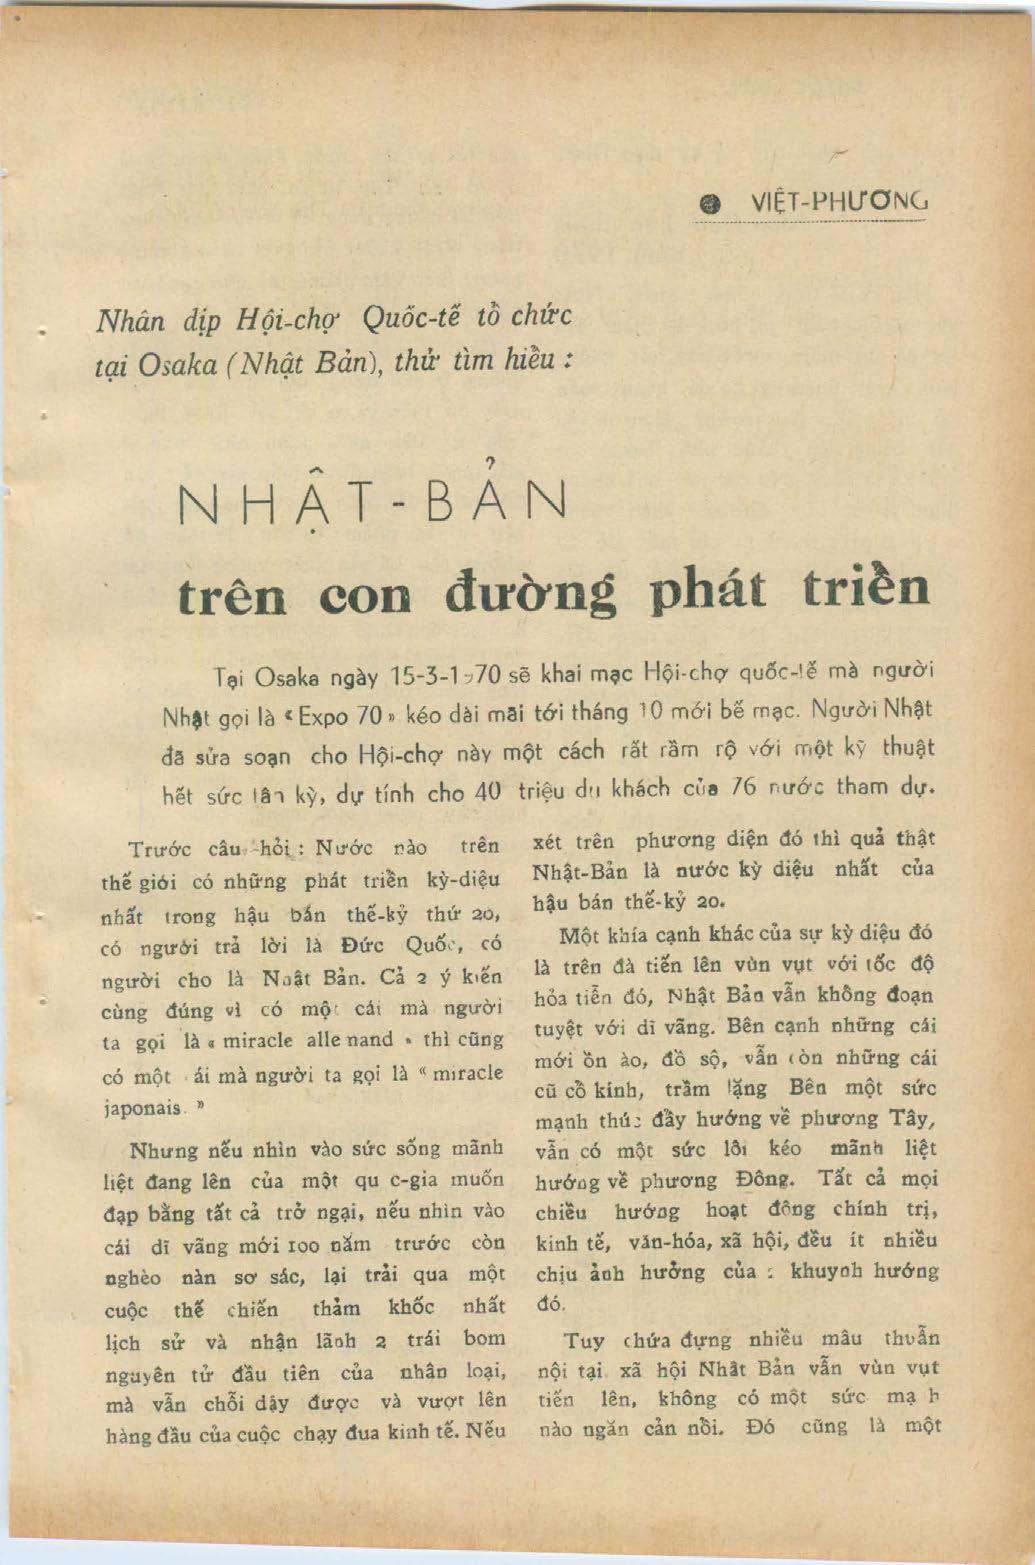 VIỆT-PHƯƠNG
Nhân dịp Hội-chợ Quốc-tế tổ chức
tại Osaka (Nhật Bản), thử tìm hiểu :
NHẬT-BẢN
trên con đường phát triển
Tại Osaka ngày 15-3-1970 sẽ khai mạc Hội-chợ quốc-tế mà người
Nhật gọi là « Expo 70 » kéo dài mãi tới tháng 10 mới bế mạc. Người Nhật
đã sửa soạn cho Hội-chợ này một cách rất rầm rộ với một kỹ thuật
hết sức tân kỳ, dự tính cho 40 triệu du khách của 76 nước tham dự.
Trước câu hỏi : Nước nào trên
thế giới có những phát triển kỳ-diệu
nhất trong hậu bán thế-kỷ thứ 20,
có người trả lời là Đức Quốc, có
người cho là Nhật Bản. Cả 2 ý kiến
cùng đúng vì có một cái mà người
ta gọi là « miracle allemand » thì cũng
có một cái mà người ta gọi là “ miracle
japonais. ”
Nhưng nếu nhìn vào sức sống mãnh
liệt đang lên của một quốc-gia muốn
đạp bằng tất cả trở ngại, nếu nhìn vào
cái dĩ vãng mới 100 năm trước còn
nghèo nàn sơ sác, lại trải qua một
cuộc thế chiến thảm khốc nhất
lịch sử và nhận lãnh 2 trái bom
nguyên tử đầu tiên của nhân loại,
mà vẫn chỗi dậy được và vượt lên
hàng đầu của cuộc chạy đua kinh tế. Nếu
xét trên phương diện đó thì quả thật
Nhật-Bản là nước kỳ diệu nhất của
hậu bán thế-kỷ 20.
Một khía cạnh khác của sự kỳ diệu đó
là trên đà tiến lên vùn vụt với tốc độ
hỏa tiễn đó, Nhật Bản vẫn không đoạn
tuyệt với dĩ vãng. Bên cạnh những cái
mới ồn ào, đồ sộ, vẫn còn những cái
cũ cổ kính, trầm lặng Bên một sức
mạnh thúc đẩy hướng về phương Tây,
vẫn có một sức lôi kéo mãnh liệt
hướng về phương Đông. Tất cả mọi
chiều hướng hoạt động chính trị,
kinh tế, văn-hóa, xã hội, đều ít nhiều
chịu ảnh hưởng của khuynh hướng
đó.
Tuy chứa đựng nhiều mâu thuẫn
nội tại xã hội Nhật Bản vẫn vùn vụt
tiến lên, không có một sức mạnh
nào ngăn cản nổi. Đó cũng là một